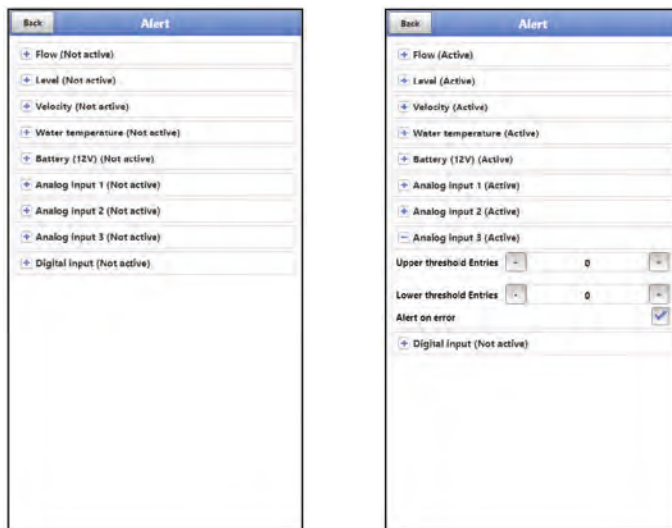 Back Alert
Flow (Not active)
Level (Not active)
Velocity (Not active)
Water temperature (Not active)
Battery (12V) (Not active)
Analog input 1 (Not active)
Analog input 2 (Not active)
Analog input 3 (Not active)
Digital input (Not active)
Back Alert
Flow (Active)
Level (Active)
Velocity (Active)
Water temperature (Active)
Battery (12V) (Active)
Analog input 1 (Active)
Analog input 2 (Active)
Analog input 3 (Active)
Upper threshold Entries - 0 +
Lower threshold Entries - 0 +
Alert on error
Digital input (Not active)